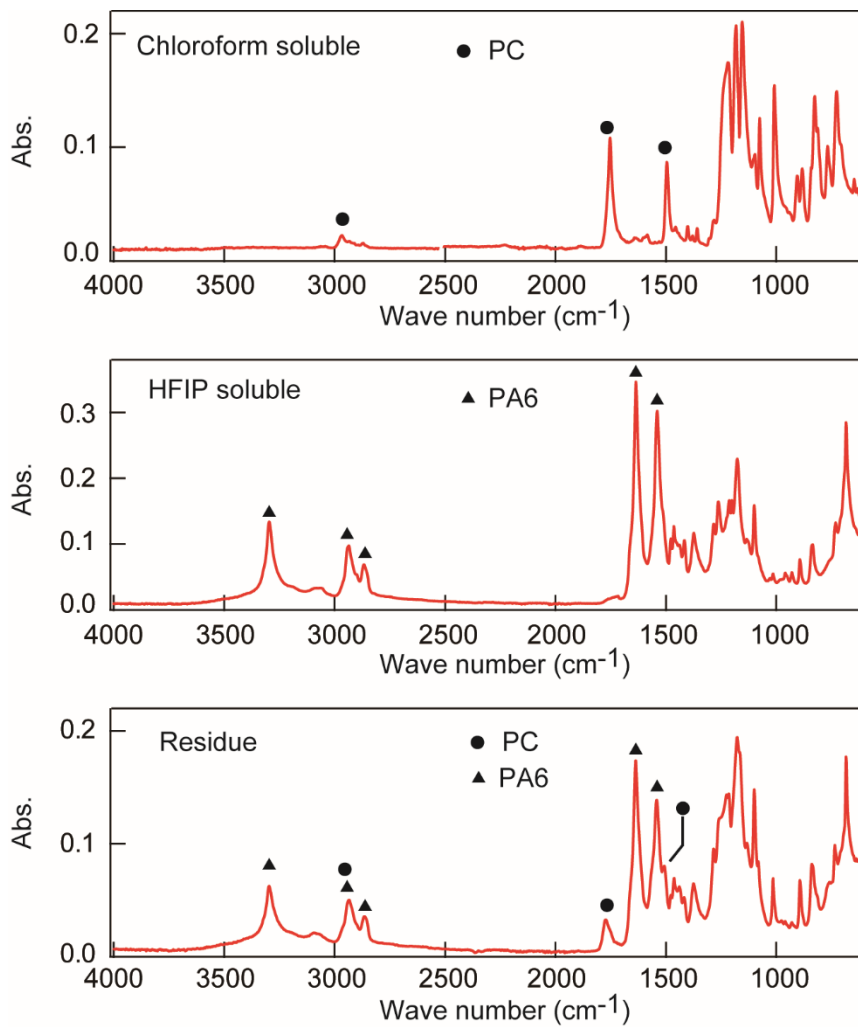 Chloroform soluble
● PC
Abs.
0.2
0.1
0.0
4000 3500 3000 2500 2000 1500 1000
Wave number (cm-1)
HFIP soluble
▲ PA6
Abs.
0.3
0.2
0.1
0.0
4000 3500 3000 2500 2000 1500 1000
Wave number (cm-1)
Residue
● PC
▲ PA6
Abs.
0.2
0.1
0.0
4000 3500 3000 2500 2000 1500 1000
Wave number (cm-1)